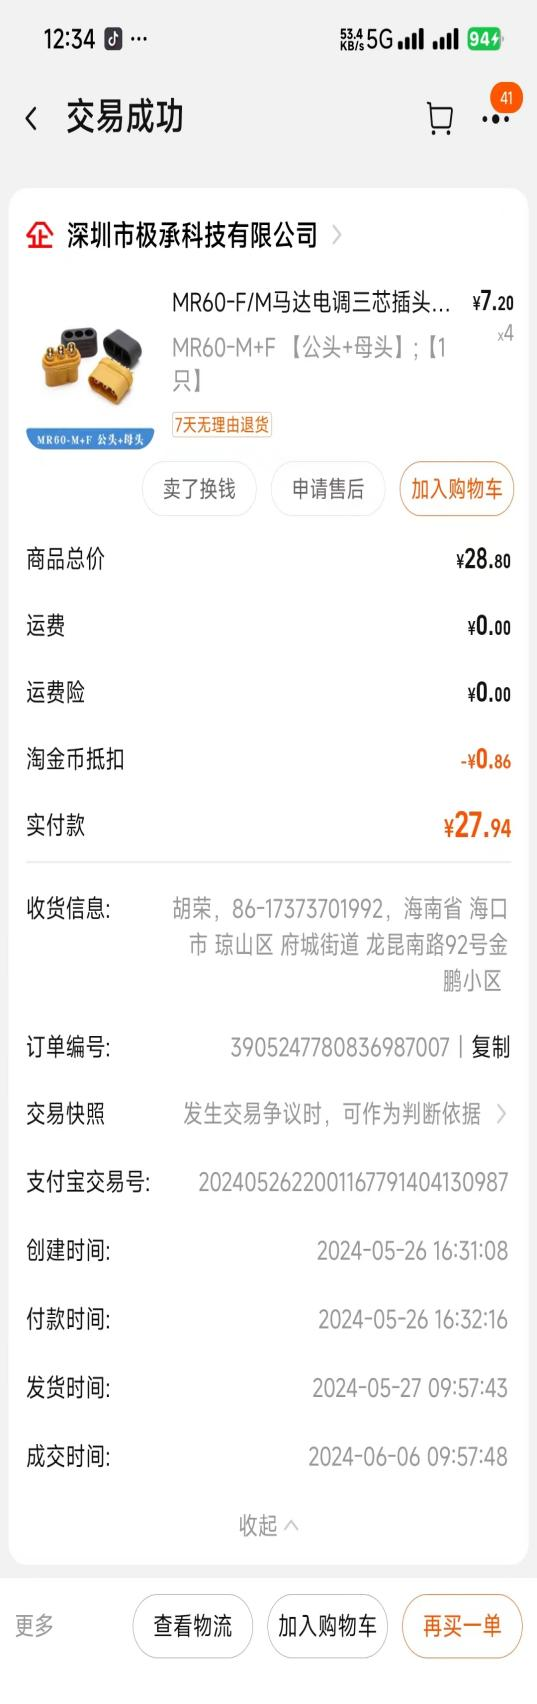 12:34 ··· 53.4 KB/s 5G 94
交易成功 41
深圳市极承科技有限公司
MR60-F/M马达电调三芯插头... ¥7.20
MR60-M+F 【公头+母头】;【1 x4
只】
7天无理由退货
MR60-M+F 公头+母头
卖了换钱 申请售后 加入购物车
商品总价 ¥28.80
运费 ¥0.00
运费险 ¥0.00
淘金币抵扣 -¥0.86
实付款 ¥27.94
收货信息: 胡荣，86-17373701992，海南省 海口
市 琼山区 府城街道 龙昆南路92号金
鹏小区
订单编号: 3905247780836987007 | 复制
交易快照 发生交易争议时，可作为判断依据
支付宝交易号: 2024052622001167791404130987
创建时间: 2024-05-26 16:31:08
付款时间: 2024-05-26 16:32:16
发货时间: 2024-05-27 09:57:43
成交时间: 2024-06-06 09:57:48
收起
更多 查看物流 加入购物车 再买一单